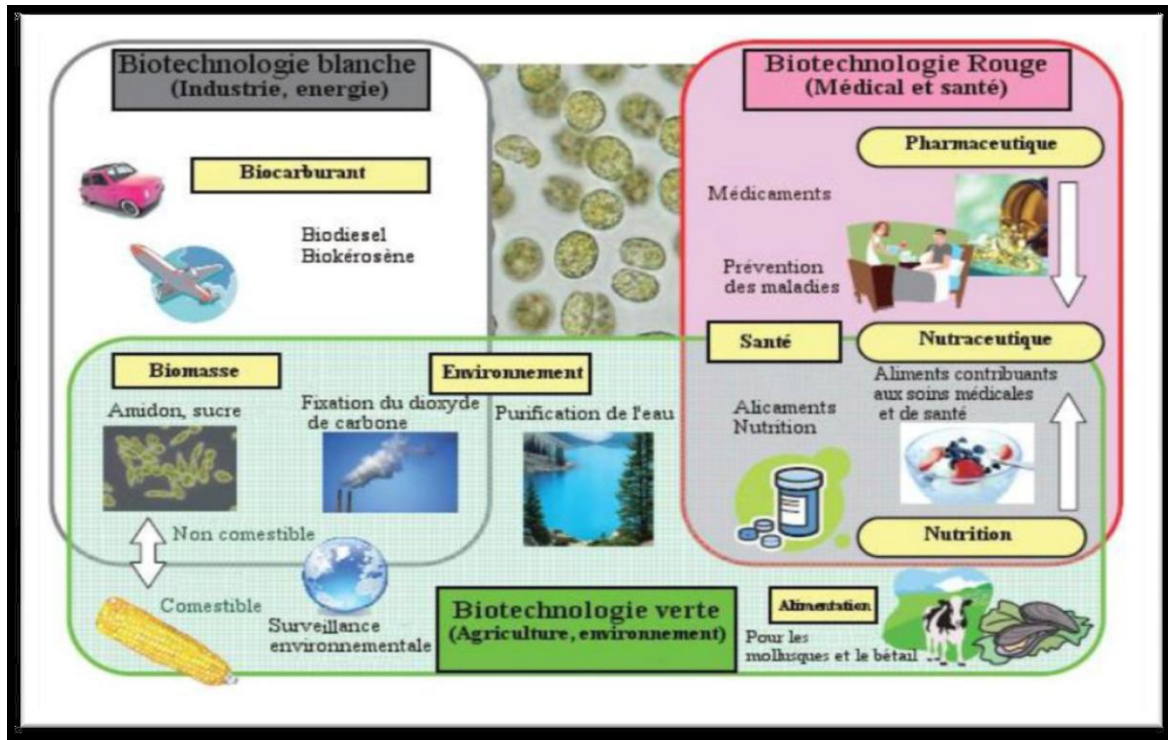 Biotechnologie blanche
(Industrie, energie)
Biocarburant
Biodiesel
Biokérosène
Biotechnologie Rouge
(Médical et santé)
Pharmaceutique
Médicaments
Prévention
des maladies
Santé
Nutraceutique
Aliments contribuants
aux soins médicales
et de santé
Alicaments
Nutrition
Nutrition
Biomasse
Amidon, sucre
Environnement
Fixation du dioxyde
de carbone
Purification de l'eau
Non comestible
Comestible
Surveillance
environnementale
Biotechnologie verte
(Agriculture, environnement)
Alimentation
Pour les
mollusques et le bétail